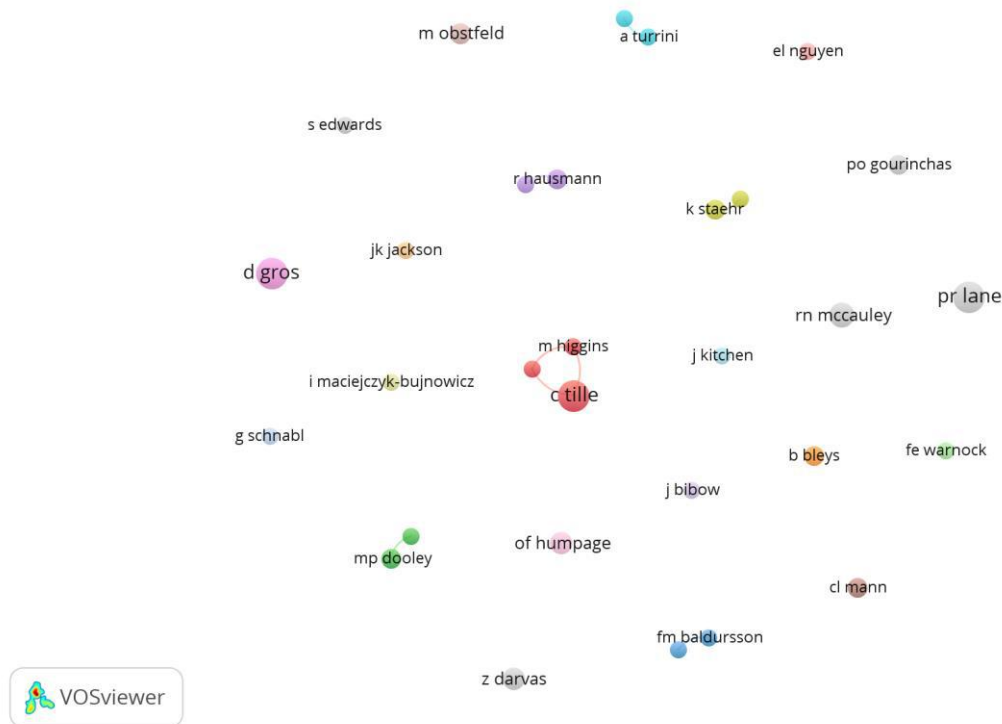 m obstfeld
a turrini
el nguyen
s edwards
po gourinchas
r hausmann
k staehr
jk jackson
d gros
pr lane
rn mccauley
m higgins
j kitchen
i maciejczyk-bujnowicz
c tille
g schnabl
b bleys
fe warnock
j bibow
of humpage
mp dooley
cl mann
fm baldursson
z darvas
VOSviewer